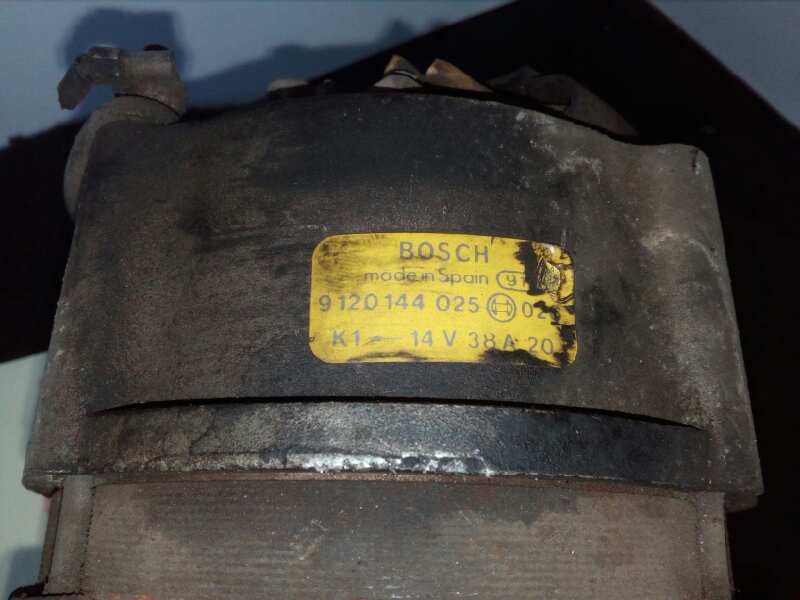 BOSCH
made in Spain
9 120 144 025
K1 14 V 38 A 20